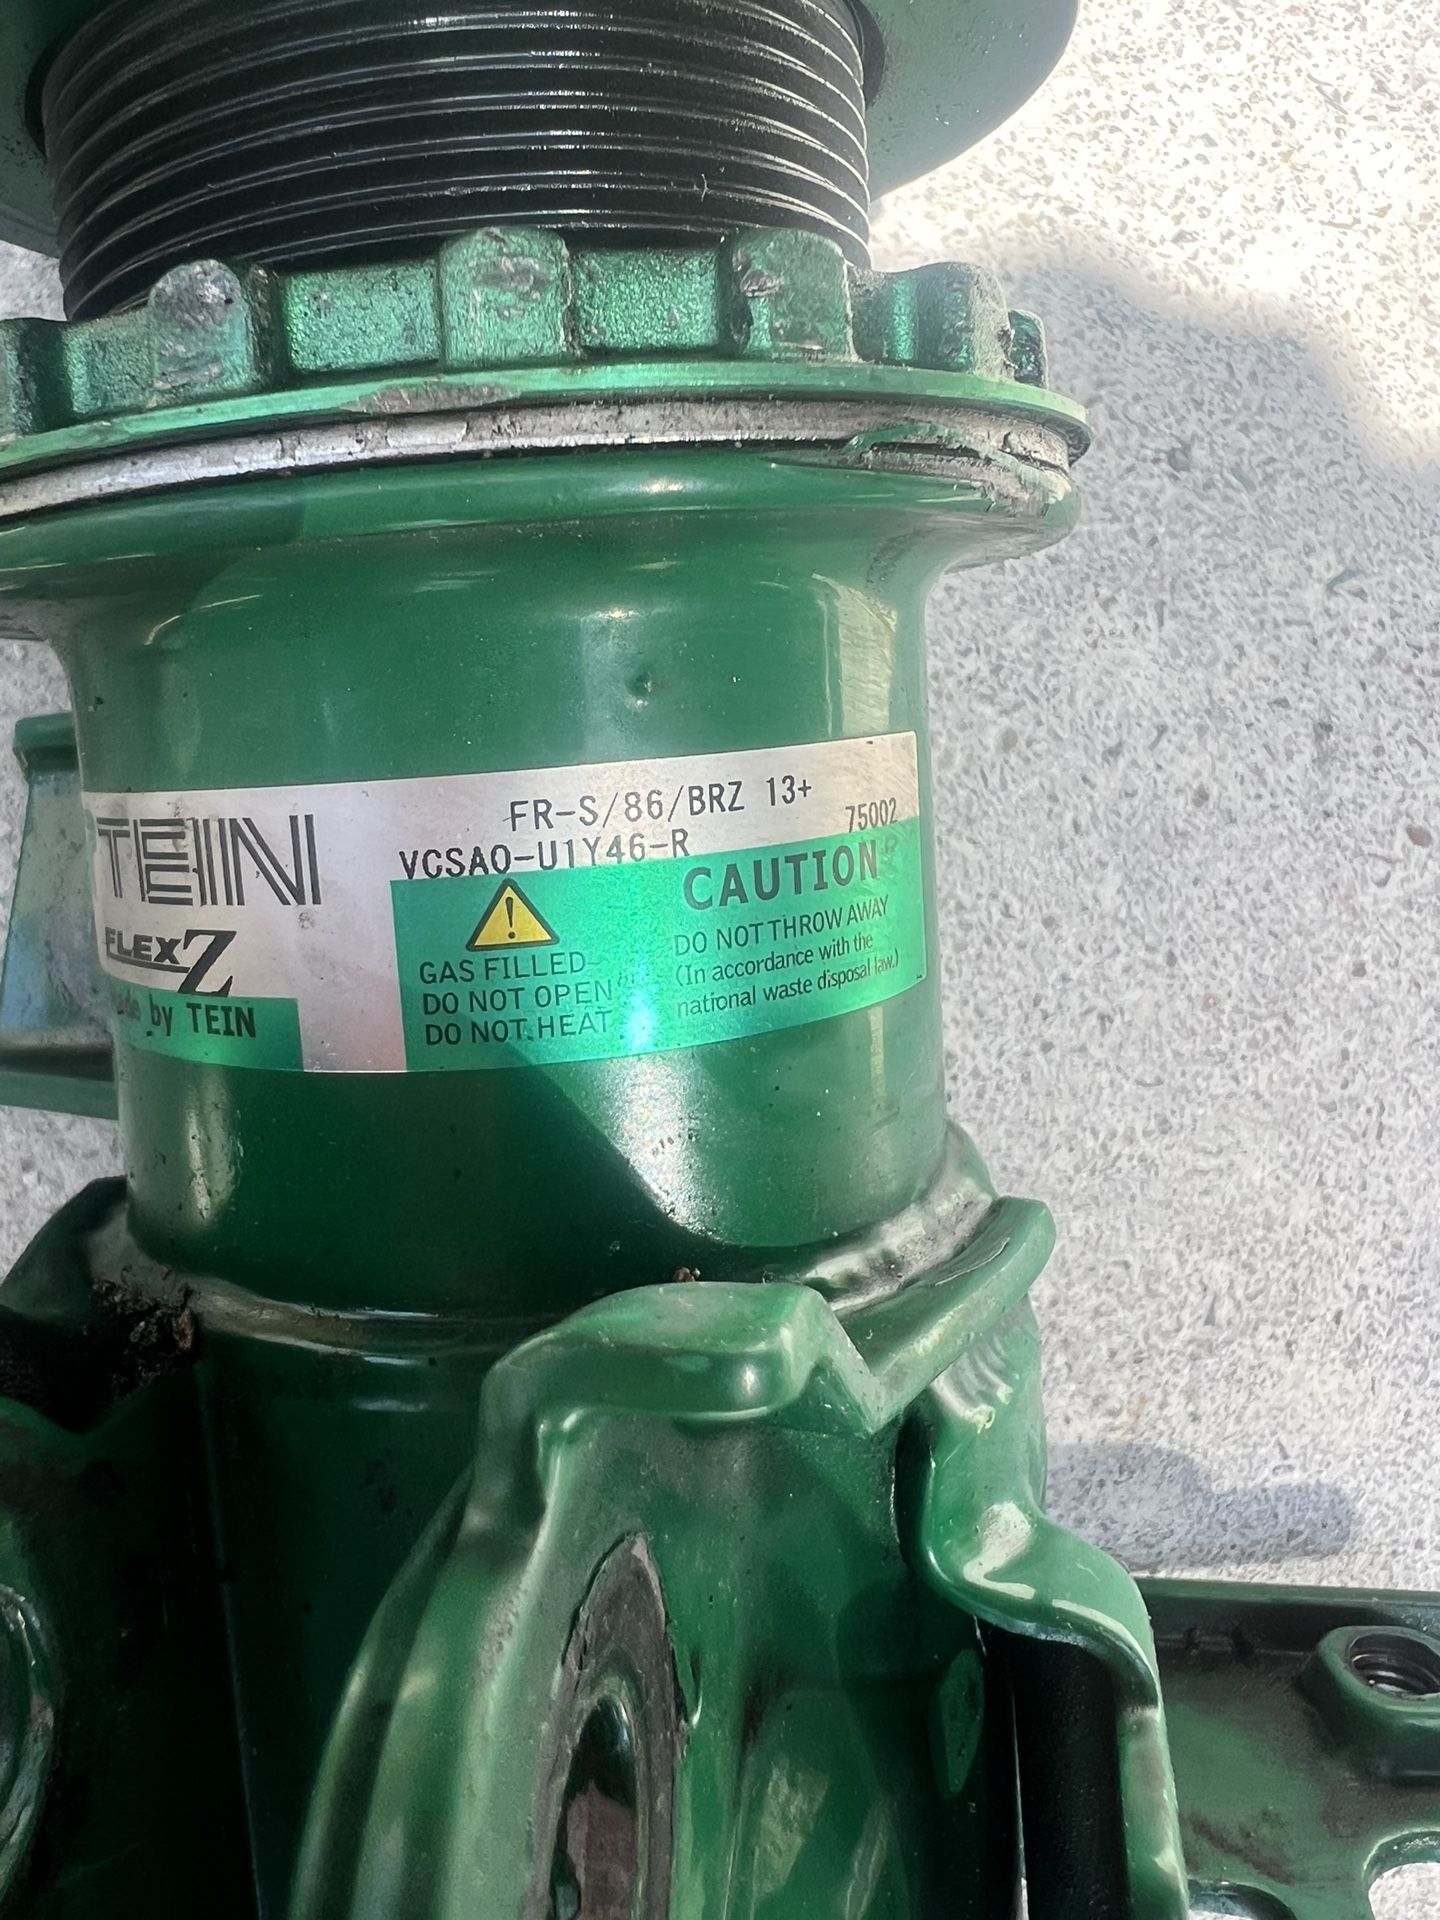 FR-S/86/BRZ 13+
VCSA0-U1Y46-R 75002
TEIN
FLEX Z
by TEIN
CAUTION
GAS FILLED
DO NOT OPEN
DO NOT HEAT
DO NOT THROW AWAY
(In accordance with the
national waste disposal law.)